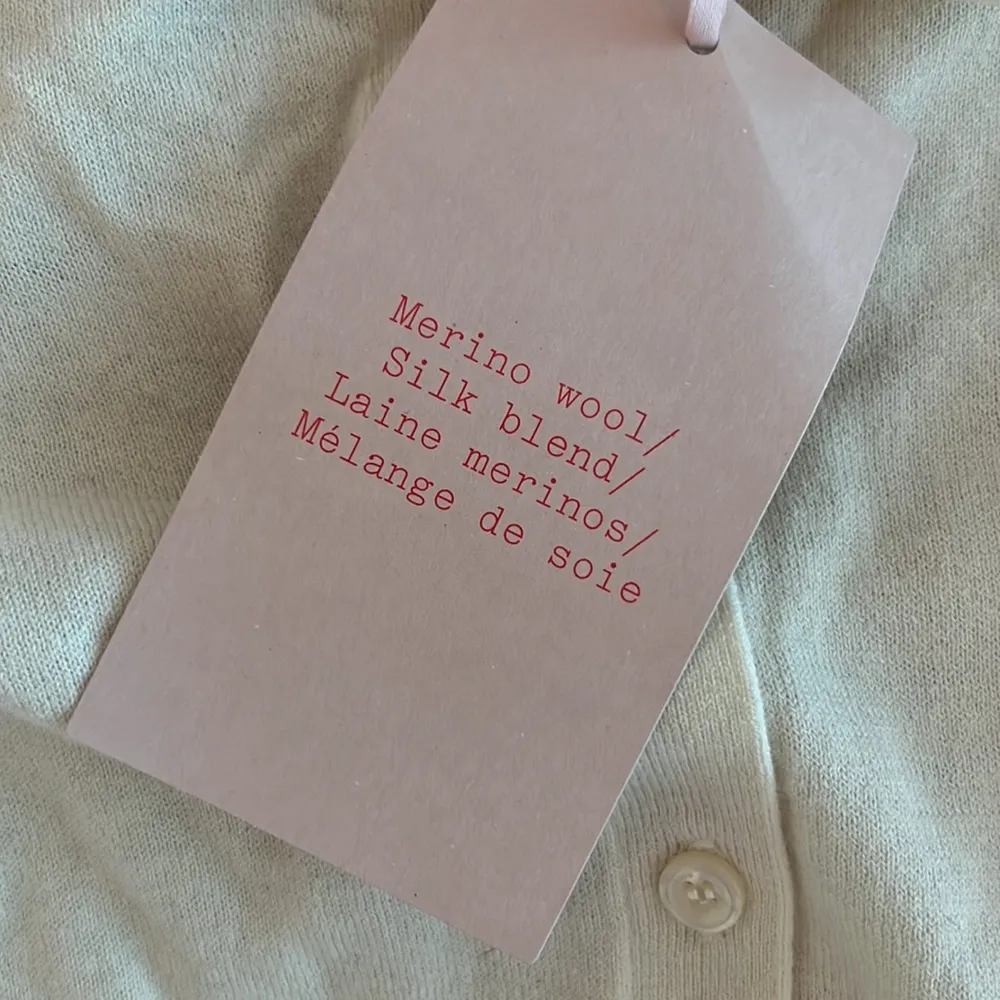 Merino wool/
Silk blend/
Laine merinos/
Mélange de soie